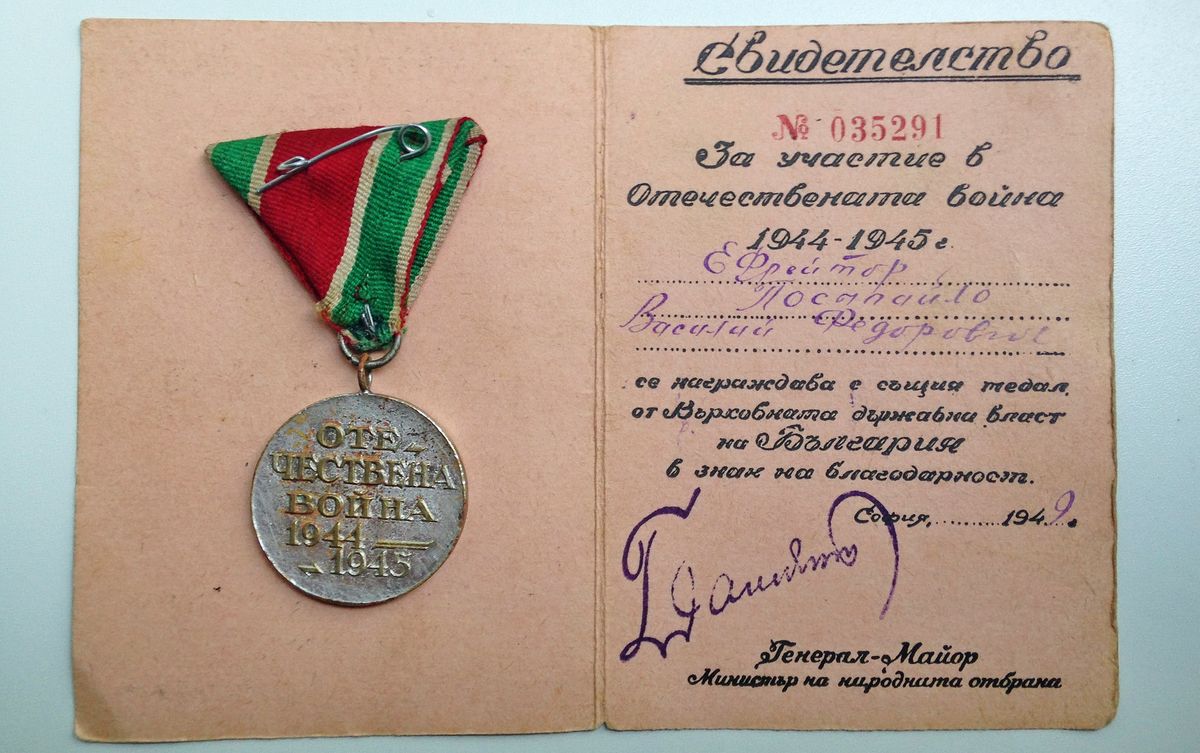 ОТЕ
ЧЕСТВЕНА
ВОЙНА
1944
1945
Свидетелство
№ 035291
За участие в
Отечествената война
1944-1945 г.
Ефрейтор
Василий Федорович
се награждава с същия медал,
от Върховната държавна власт
на България
в знак на благодарност.
София, 1949 г.
Генерал-Майор
Министър на народната отбрана